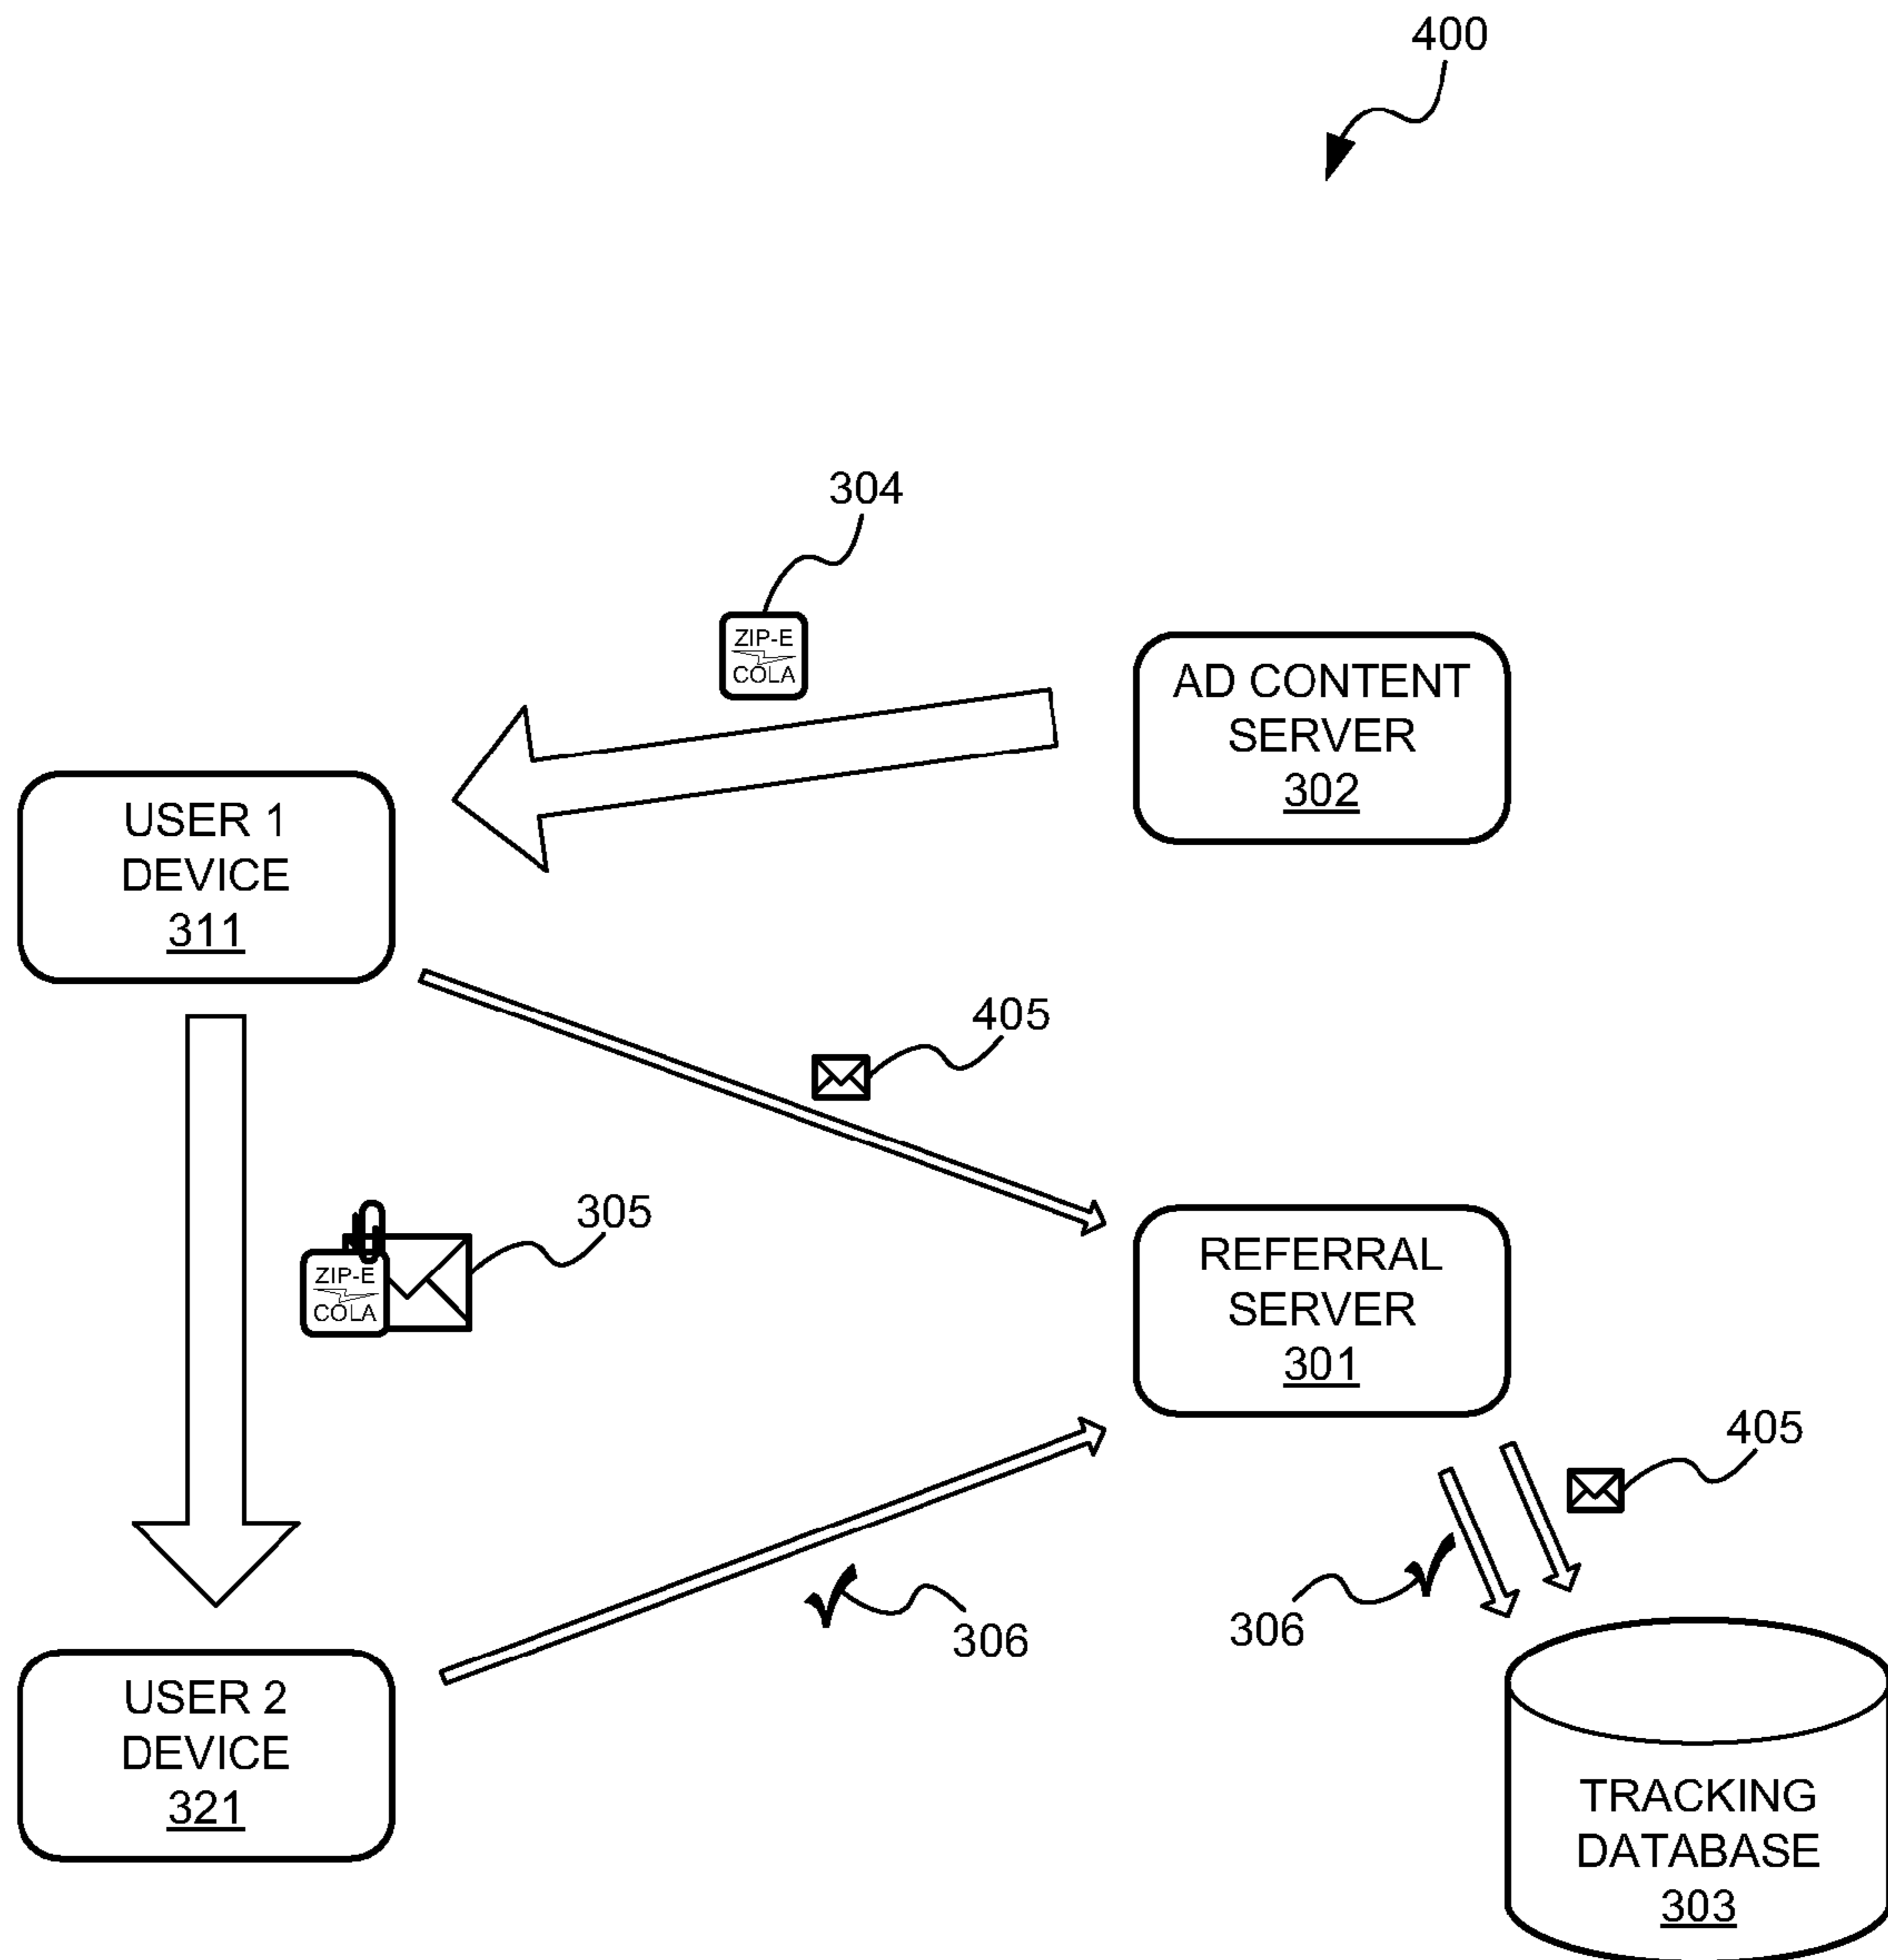 400
304
ZIP-E
COLA
AD CONTENT
SERVER
302
USER 1
DEVICE
311
405
305
ZIP-E
COLA
REFERRAL
SERVER
301
405
306
306
USER 2
DEVICE
321
TRACKING
DATABASE
303